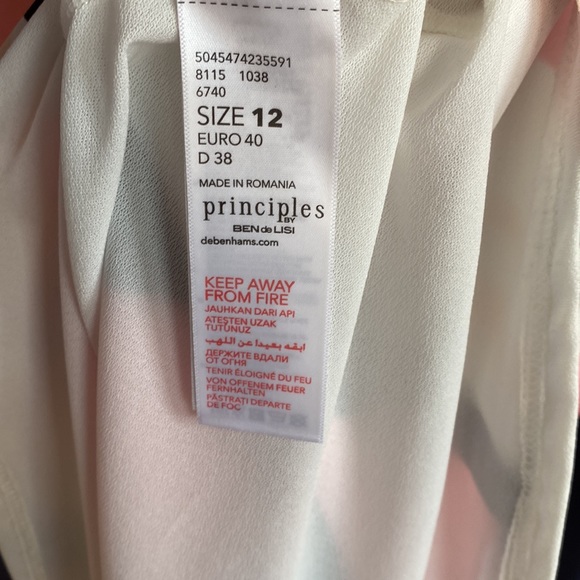 5045474235591
8115 1038
6740
SIZE 12
EURO 40
D 38
MADE IN ROMANIA
principles
BY
BEN de LISI
debenhams.com
KEEP AWAY
FROM FIRE
JAUHKAN DARI API
ATEŞTEN UZAK
TUTUNUZ
ابقه بعيدا عن اللهب
ДЕРЖИТЕ ВДАЛИ
ОТ ОГНЯ
TENIR ÉLOIGNÉ DU FEU
VON OFFENEM FEUER
FERNHALTEN
PĂSTRATI DEPARTE
DE FOC